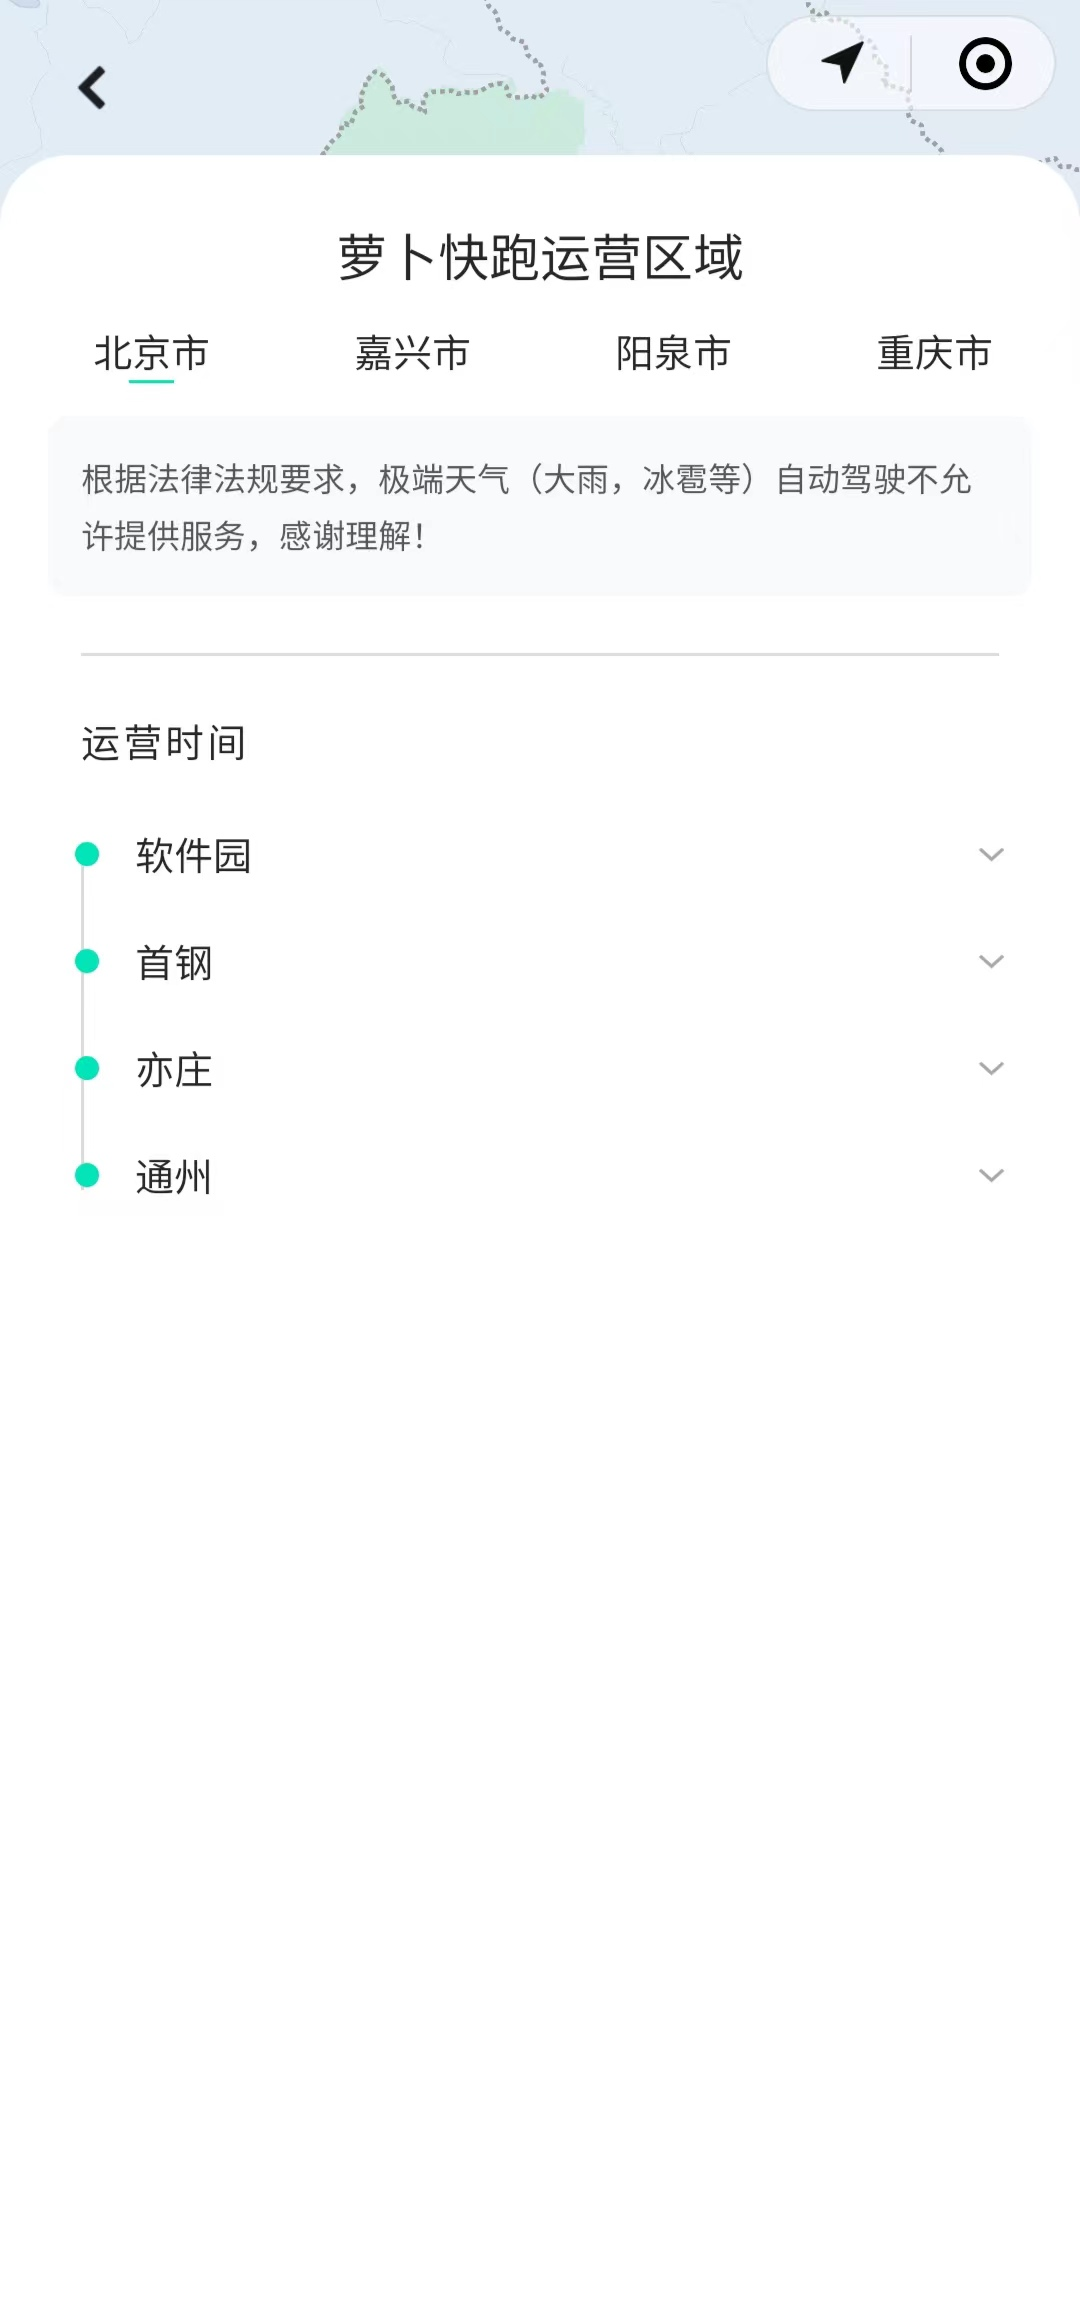 萝卜快跑运营区域
北京市 嘉兴市 阳泉市 重庆市
根据法律法规要求，极端天气（大雨，冰雹等）自动驾驶不允
许提供服务，感谢理解！
运营时间
软件园
首钢
亦庄
通州